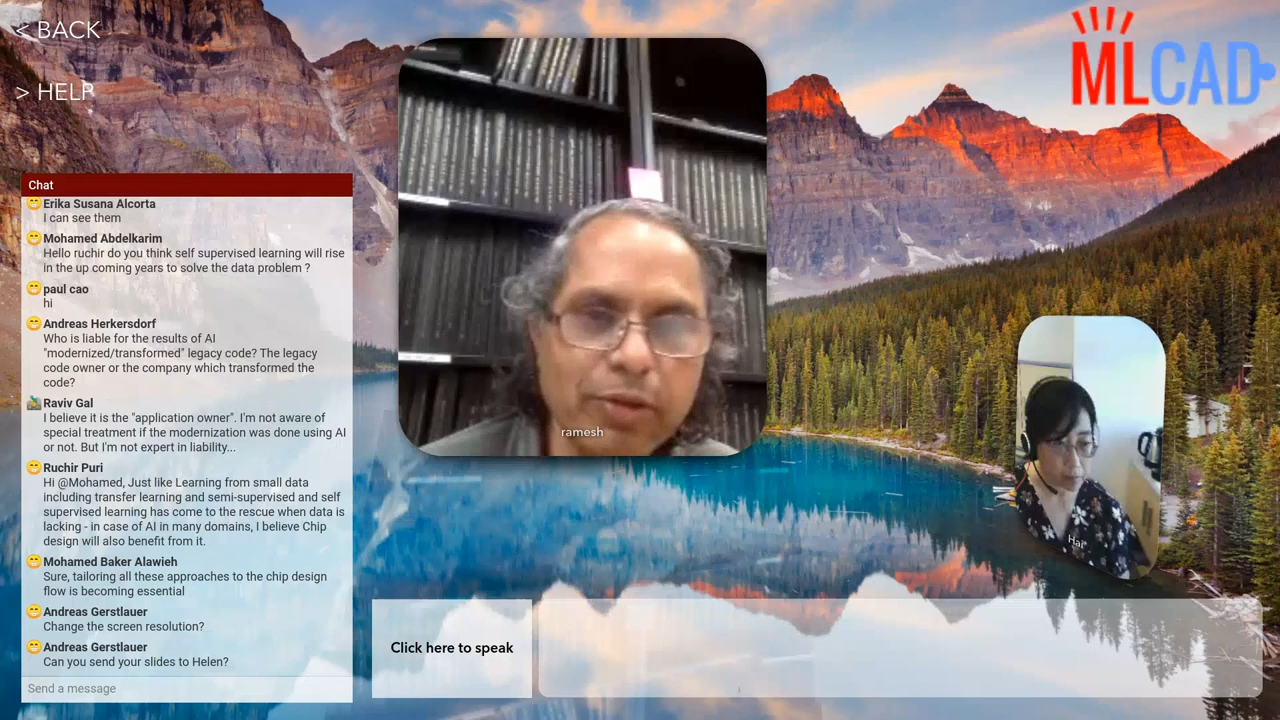 < BACK
> HELP
MLCAD
Chat
Erika Susana Alcorta
I can see them
Mohamed Abdelkarim
Hello ruchir do you think self supervised learning will rise
in the up coming years to solve the data problem ?
paul cao
hi
Andreas Herkersdorf
Who is liable for the results of AI
"modernized/transformed" legacy code? The legacy
code owner or the company which transformed the
code?
Raviv Gal
I believe it is the "application owner". I'm not aware of
special treatment if the modernization was done using AI
or not. But I'm not expert in liability...
Ruchir Puri
Hi @Mohamed, Just like Learning from small data
including transfer learning and semi-supervised and self
supervised learning has come to the rescue when data is
lacking - in case of AI in many domains, I believe Chip
design will also benefit from it.
Mohamed Baker Alawieh
Sure, tailoring all these approaches to the chip design
flow is becoming essential
Andreas Gerstlauer
Change the screen resolution?
Andreas Gerstlauer
Can you send your slides to Helen?
Send a message
ramesh
Hai
Click here to speak